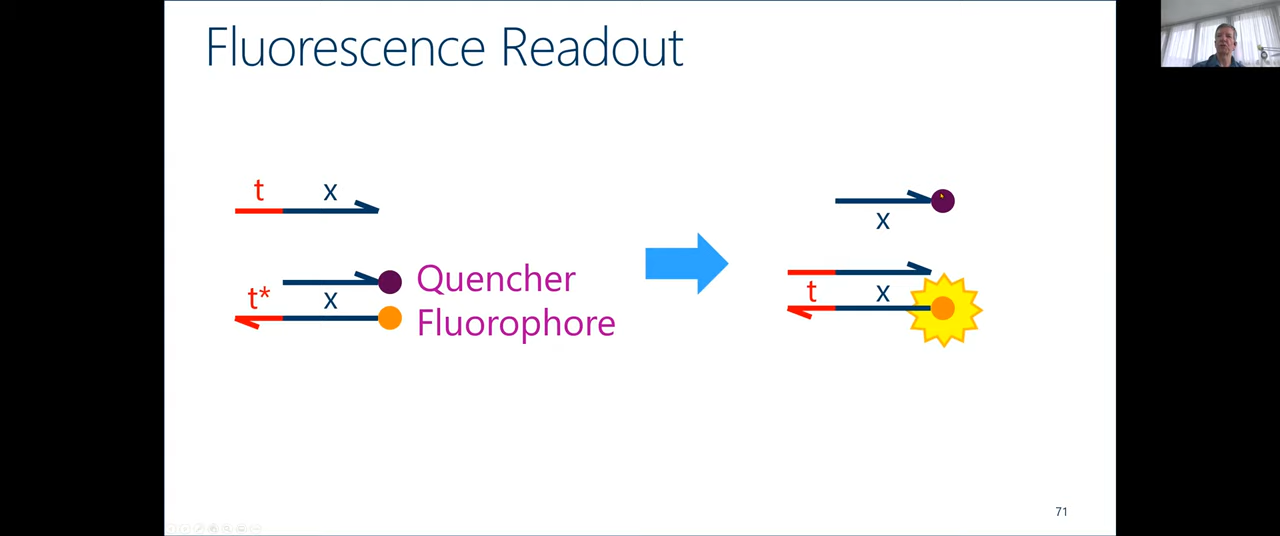 Fluorescence Readout
t x
x
Quencher
t* x
Fluorophore
t x
71